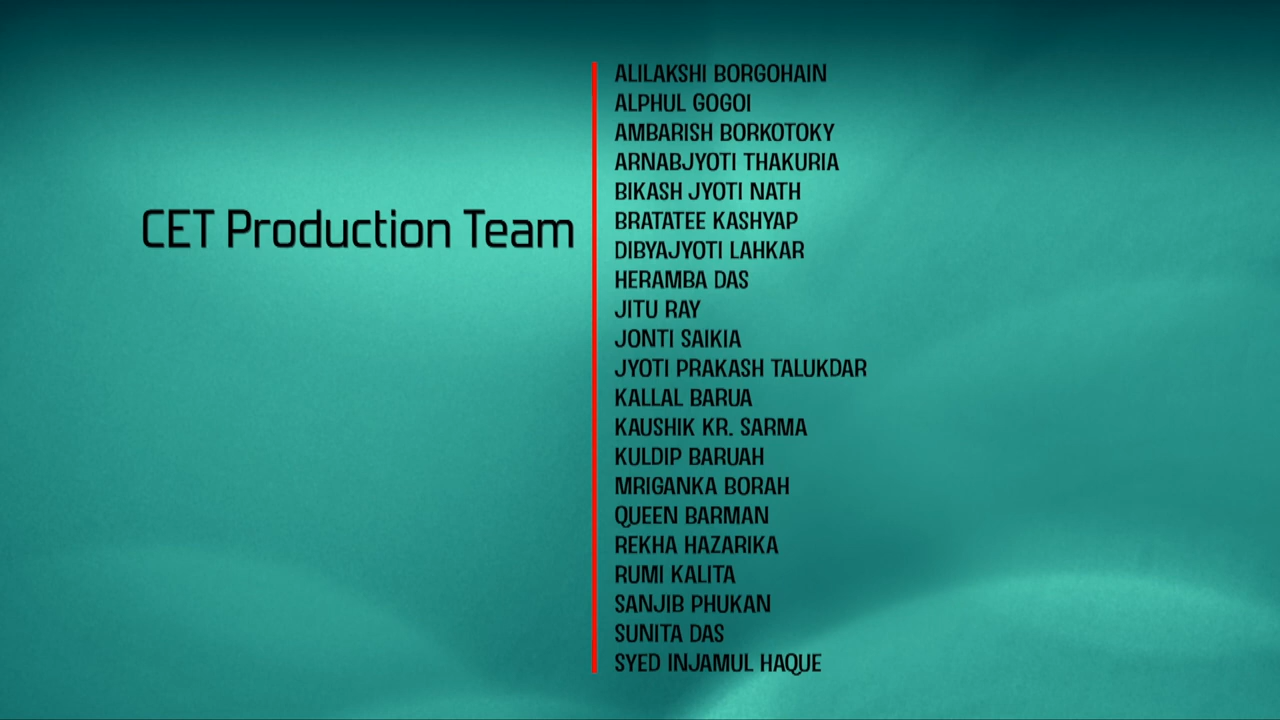 CET Production Team
ALILAKSHI BORGOHAIN
ALPHUL GOGOI
AMBARISH BORKOTOKY
ARNABJYOTI THAKURIA
BIKASH JYOTI NATH
BRATATEE KASHYAP
DIBYAJYOTI LAHKAR
HERAMBA DAS
JITU RAY
JONTI SAIKIA
JYOTI PRAKASH TALUKDAR
KALLAL BARUA
KAUSHIK KR. SARMA
KULDIP BARUAH
MRIGANKA BORAH
QUEEN BARMAN
REKHA HAZARIKA
RUMI KALITA
SANJIB PHUKAN
SUNITA DAS
SYED INJAMUL HAQUE